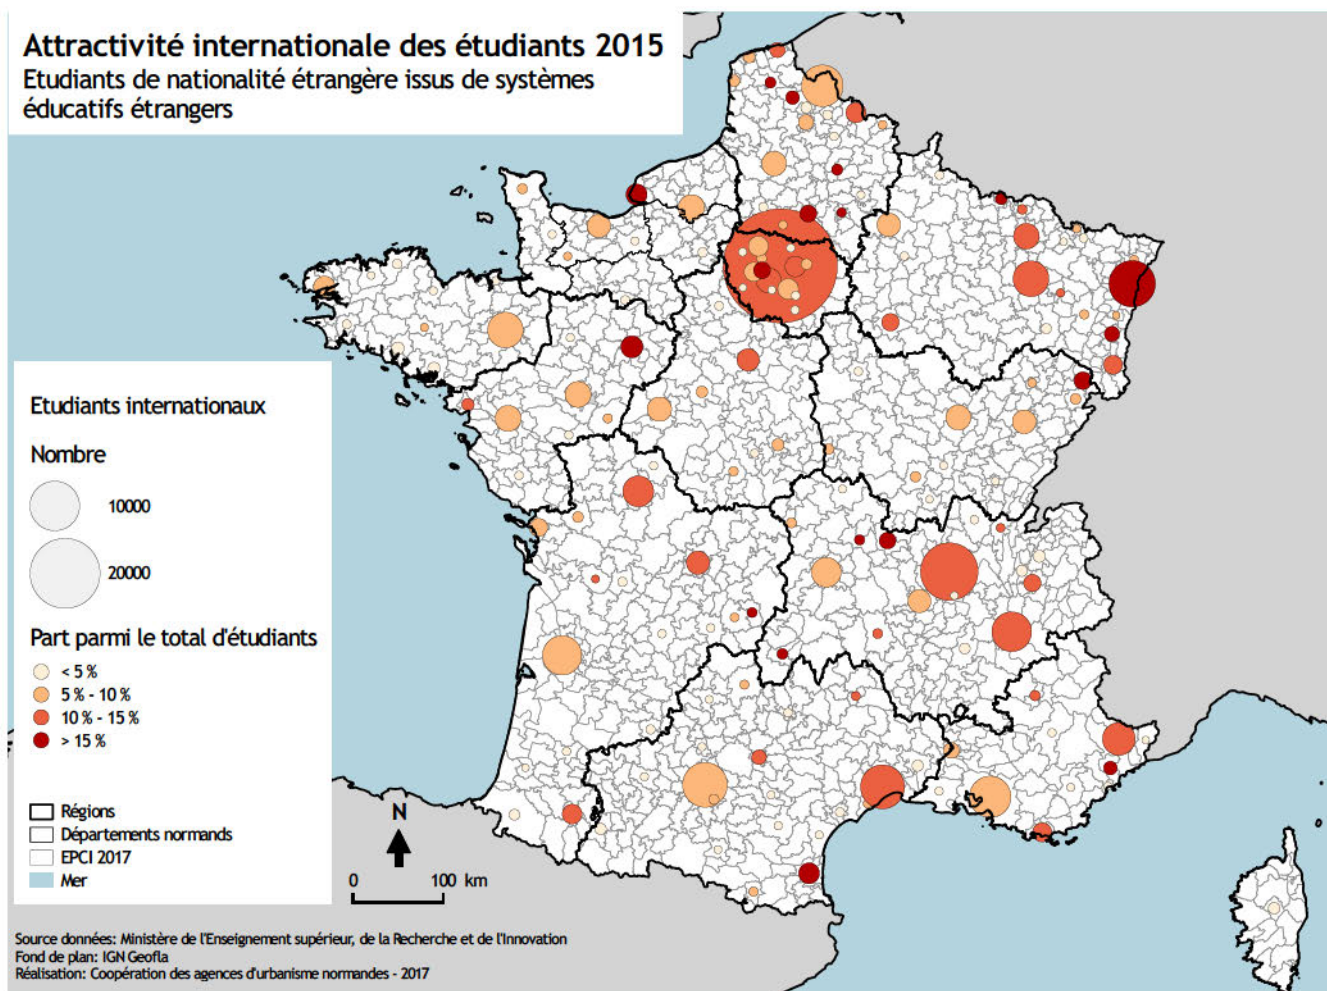 Attractivité internationale des étudiants 2015
Etudiants de nationalité étrangère issus de systèmes
éducatifs étrangers
Etudiants internationaux
Nombre
10000
20000
Part parmi le total d'étudiants
< 5 %
5 % - 10 %
10 % - 15 %
> 15 %
Régions
Départements normands
EPCI 2017
Mer
N
0 100 km
Source données: Ministère de l'Enseignement supérieur, de la Recherche et de l'Innovation
Fond de plan: IGN Geofla
Réalisation: Coopération des agences d'urbanisme normandes - 2017